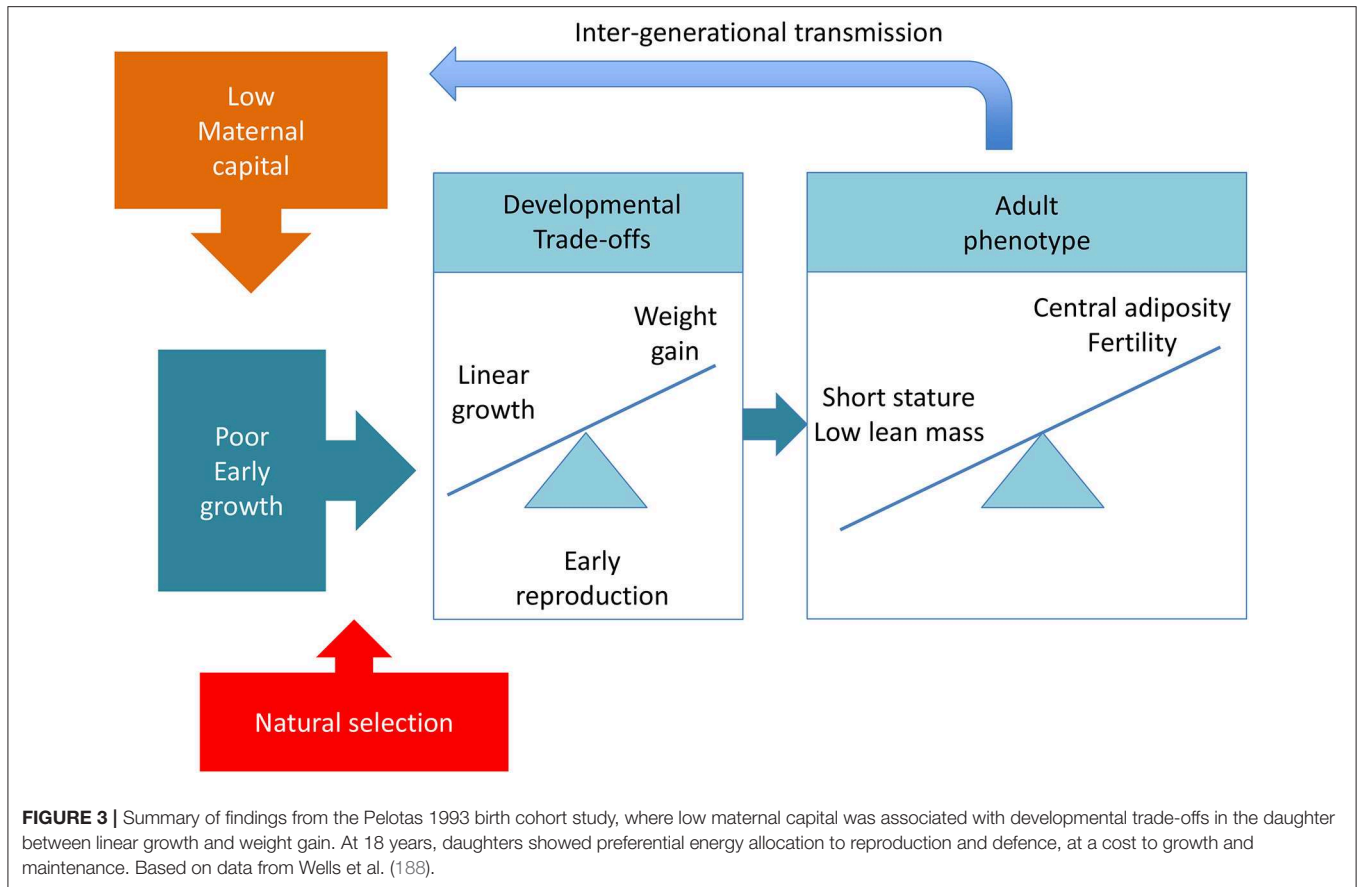 Inter-generational transmission
Low
Maternal
capital
Developmental
Trade-offs
Adult
phenotype
Weight
gain
Linear
growth
Central adiposity
Fertility
Short stature
Low lean mass
Poor
Early
growth
Early
reproduction
Natural selection
FIGURE 3 | Summary of findings from the Pelotas 1993 birth cohort study, where low maternal capital was associated with developmental trade-offs in the daughter
between linear growth and weight gain. At 18 years, daughters showed preferential energy allocation to reproduction and defence, at a cost to growth and
maintenance. Based on data from Wells et al. (188).